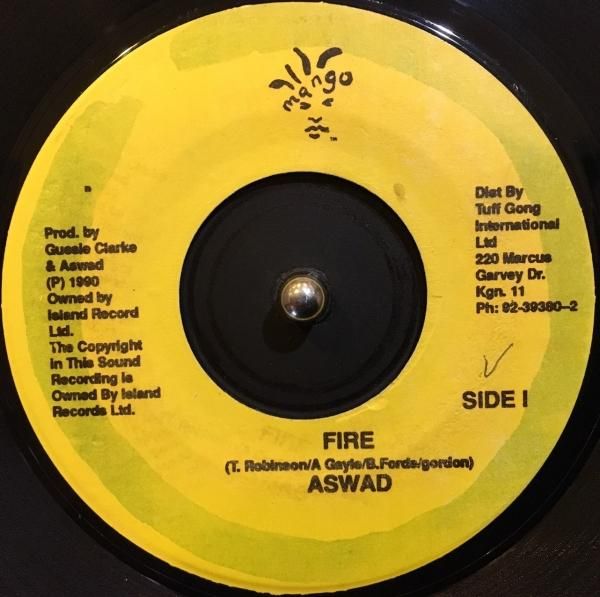 mango
TM
Prod. by
Gussie Clarke
& Aswad
(P) 1990
Owned by
Island Record
Ltd.
The Copyright
In This Sound
Recording is
Owned By Island
Records Ltd.
Dist By
Tuff Gong
International
Ltd
220 Marcus
Garvey Dr.
Kgn. 11
Ph: 92-39380-2
SIDE I
FIRE
(T. Robinson/A Gayle/B.Forde/gordon)
ASWAD